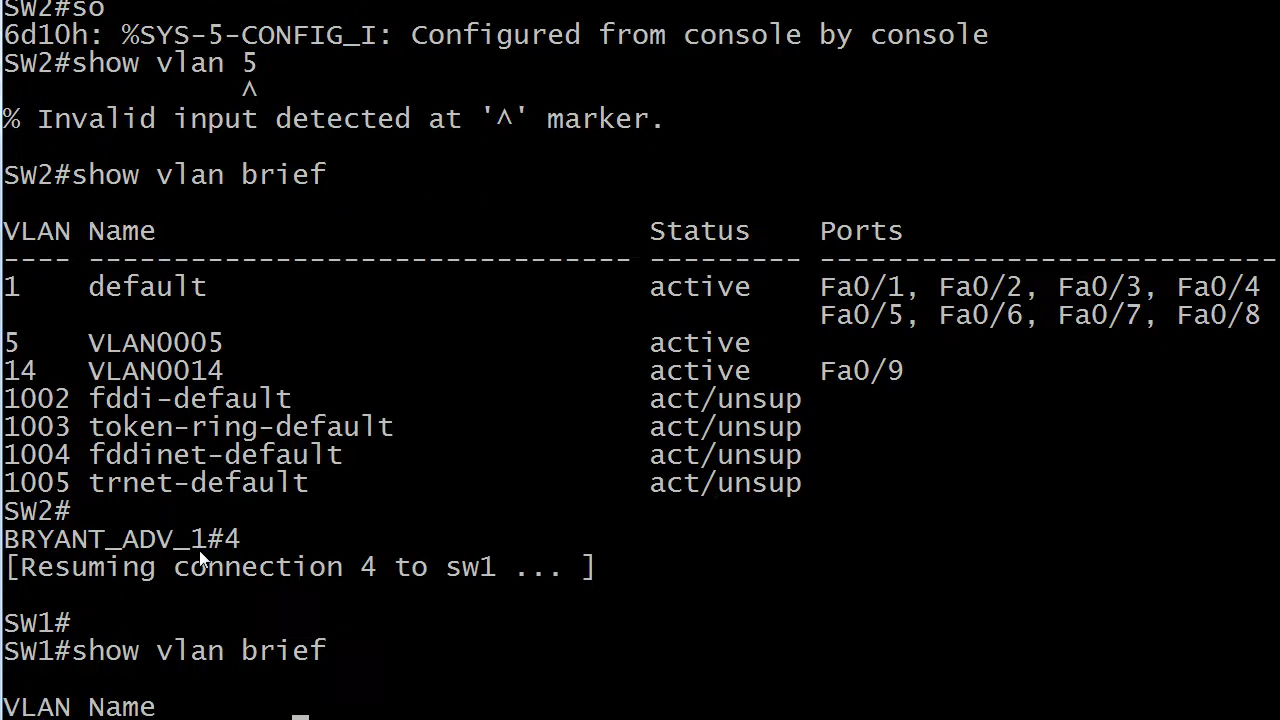 SW2#so
6d10h: %SYS-5-CONFIG_I: Configured from console by console
SW2#show vlan 5
^
% Invalid input detected at '^' marker.
SW2#show vlan brief
VLAN Name Status Ports
---- -------------------------------- --------- ---------------------------
1 default active Fa0/1, Fa0/2, Fa0/3, Fa0/4
Fa0/5, Fa0/6, Fa0/7, Fa0/8
5 VLAN0005 active
14 VLAN0014 active Fa0/9
1002 fddi-default act/unsup
1003 token-ring-default act/unsup
1004 fddinet-default act/unsup
1005 trnet-default act/unsup
SW2#
BRYANT_ADV_1#4
[Resuming connection 4 to sw1 ... ]
SW1#
SW1#show vlan brief
VLAN Name